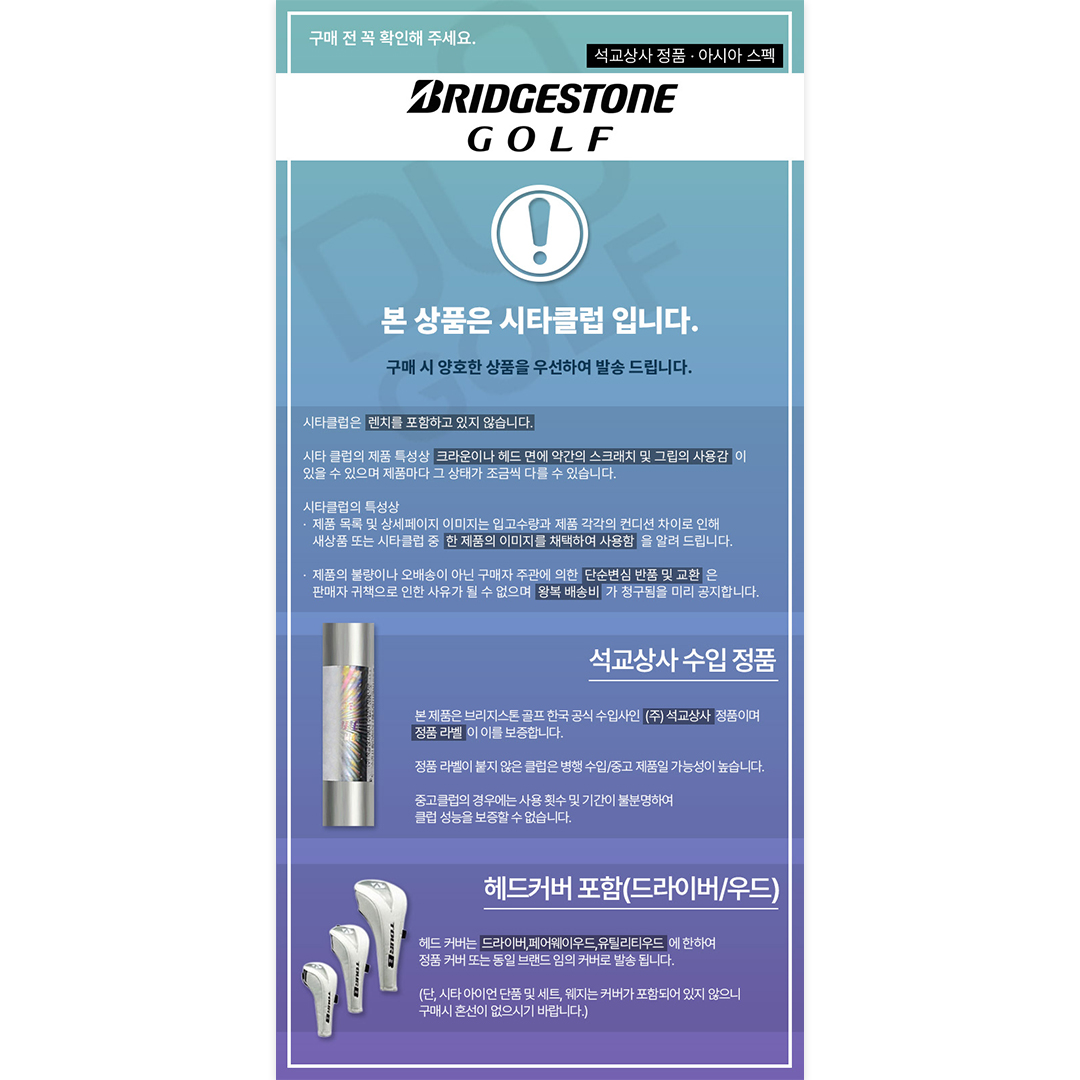 구매 전 꼭 확인해 주세요.
석교상사 정품 · 아시아 스펙
BRIDGESTONE
GOLF
DUO
GOLF
본 상품은 시타클럽 입니다.
구매 시 양호한 상품을 우선하여 발송 드립니다.
시타클럽은 렌치를 포함하고 있지 않습니다.
시타 클럽의 제품 특성상 크라운이나 헤드 면에 약간의 스크래치 및 그립의 사용감 이
있을 수 있으며 제품마다 그 상태가 조금씩 다를 수 있습니다.
시타클럽의 특성상
· 제품 목록 및 상세페이지 이미지는 입고수량과 제품 각각의 컨디션 차이로 인해
새상품 또는 시타클럽 중 한 제품의 이미지를 채택하여 사용함 을 알려 드립니다.
· 제품의 불량이나 오배송이 아닌 구매자 주관에 의한 단순변심 반품 및 교환 은
판매자 귀책으로 인한 사유가 될 수 없으며 왕복 배송비 가 청구됨을 미리 공지합니다.
석교상사 수입 정품
본 제품은 브리지스톤 골프 한국 공식 수입사인 (주) 석교상사 정품이며
정품 라벨 이 이를 보증합니다.
정품 라벨이 붙지 않은 클럽은 병행 수입/중고 제품일 가능성이 높습니다.
중고클럽의 경우에는 사용 횟수 및 기간이 불분명하여
클럽 성능을 보증할 수 없습니다.
헤드커버 포함(드라이버/우드)
헤드 커버는 드라이버,페어웨이우드,유틸리티우드 에 한하여
정품 커버 또는 동일 브랜드 임의 커버로 발송 됩니다.
(단, 시타 아이언 단품 및 세트, 웨지는 커버가 포함되어 있지 않으니
구매시 혼선이 없으시기 바랍니다.)
TOUR B
TOUR B
TOUR B